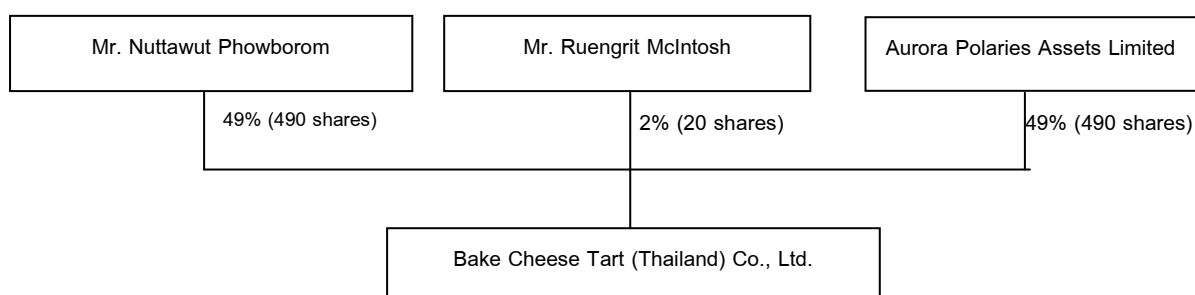 Mr. Nuttawut Phowborom
Mr. Ruengrit McIntosh
Aurora Polaries Assets Limited
49% (490 shares)
2% (20 shares)
49% (490 shares)
Bake Cheese Tart (Thailand) Co., Ltd.